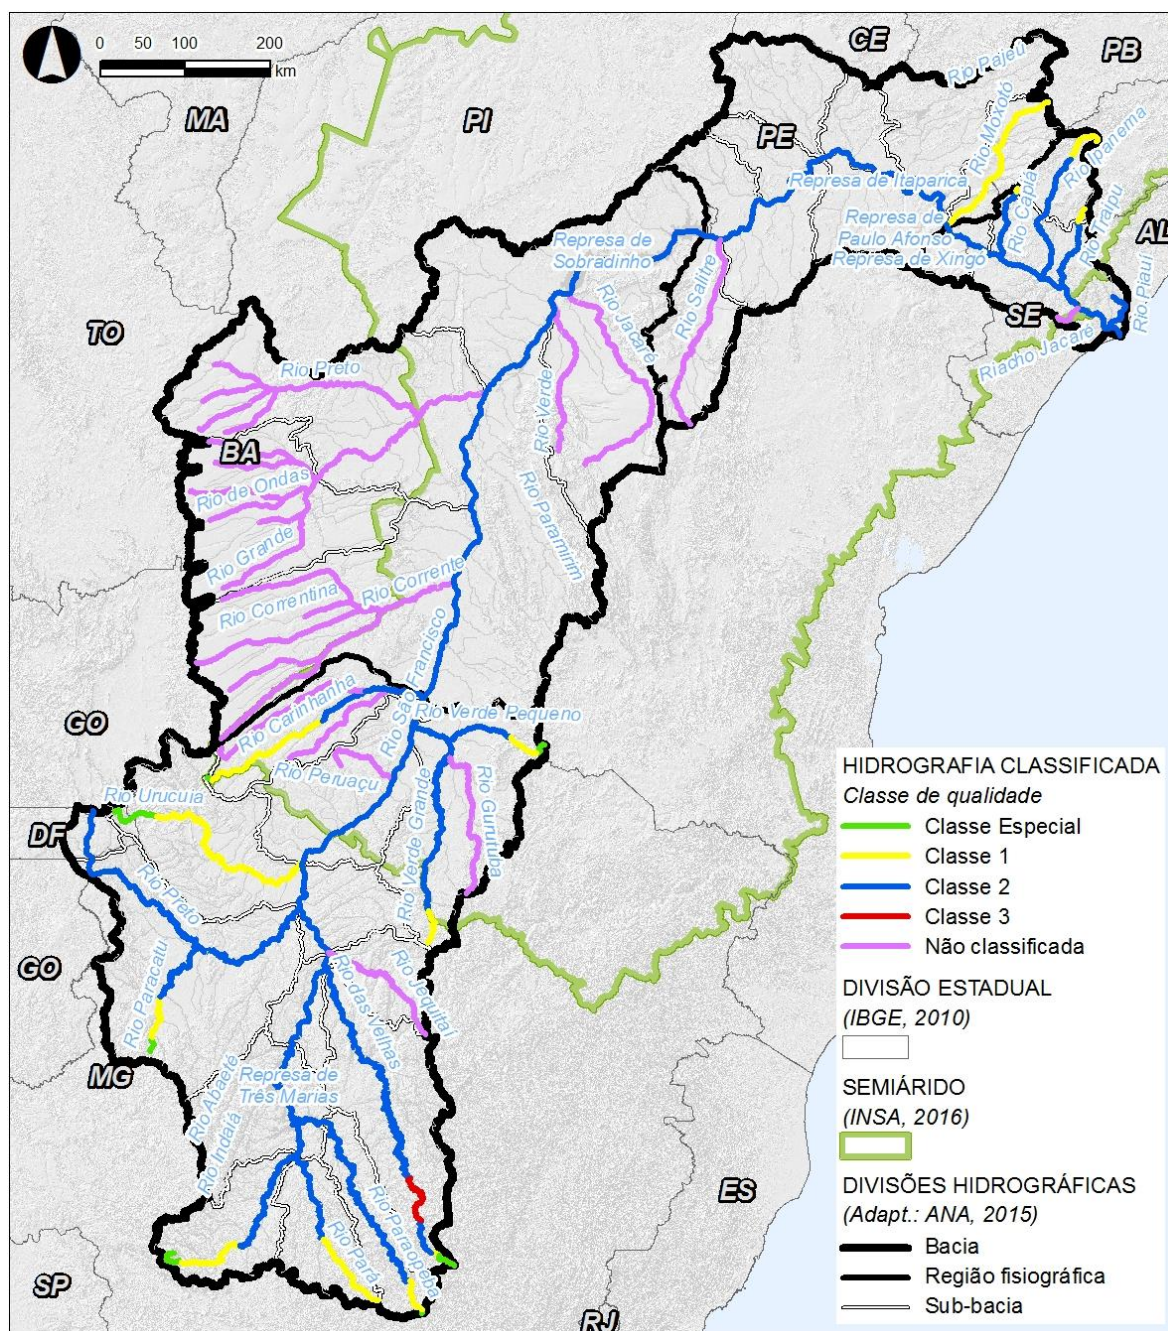 0 50 100 200
km
CE
PB
MA
PI
Rio Pajeú
PE
Rio Moxotó
Rio Ipanema
Represa de Itaparica
Rio Capiá
Rio Traipu
AL
Represa de
Paulo Afonso
Represa de Xingó
Represa de
Sobradinho
Rio Salitre
Rio Jacaré
SE
Rio Piauí
Riacho Jacaré
TO
Rio Preto
Rio Verde
BA
Rio de Ondas
Rio Paramirim
Rio Grande
Rio Corrente
Rio Correntina
Rio São Francisco
Rio Carinhanha
Rio Verde Pequeno
GO
Rio Peruaçu
Rio Urucuia
Rio Gurutuba
Rio Verde Grande
DF
Rio Preto
GO
Rio Paracatu
Rio das Velhas
Rio Jequitaí
MG
Rio Abaeté
Rio Indaiá
Represa de
Três Marias
Rio Pará
Rio Paraopeba
ES
SP
RJ
HIDROGRAFIA CLASSIFICADA
Classe de qualidade
Classe Especial
Classe 1
Classe 2
Classe 3
Não classificada
DIVISÃO ESTADUAL
(IBGE, 2010)
SEMIÁRIDO
(INSA, 2016)
DIVISÕES HIDROGRÁFICAS
(Adapt.: ANA, 2015)
Bacia
Região fisiográfica
Sub-bacia